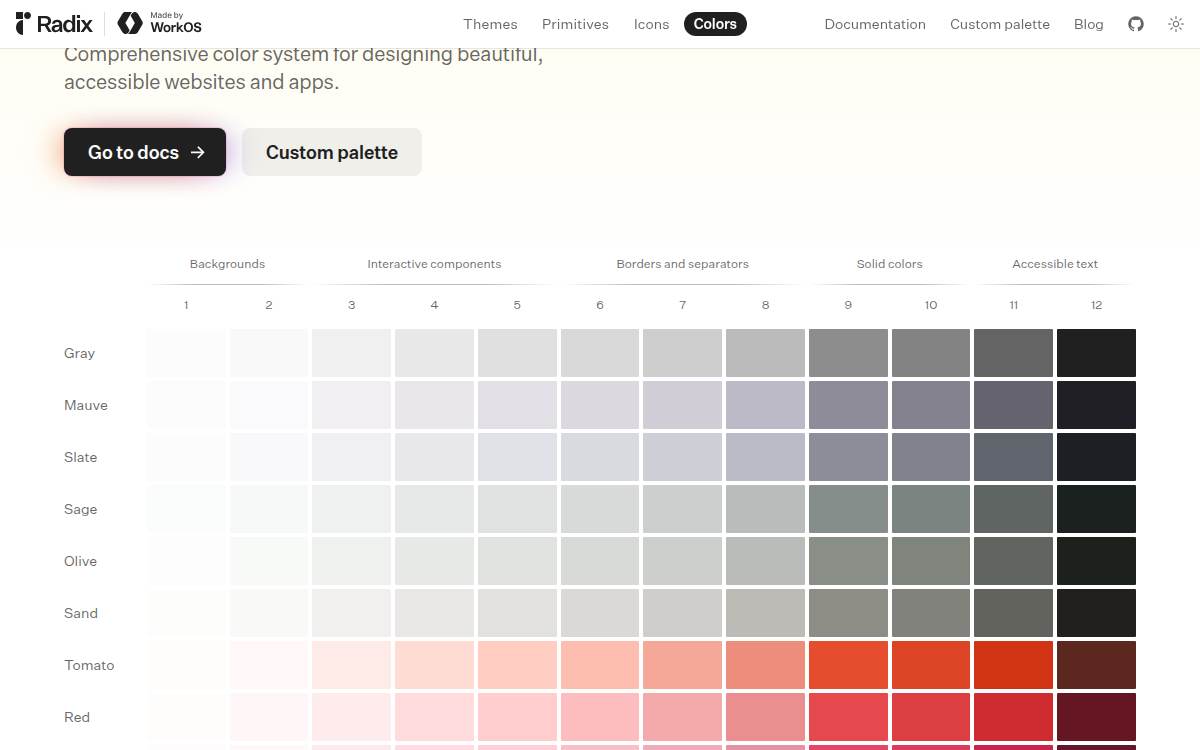 Radix
Made by
WorkOS
Themes
Primitives
Icons
Colors
Documentation
Custom palette
Blog
Comprehensive color system for designing beautiful,
accessible websites and apps.
Go to docs
Custom palette
Backgrounds
Interactive components
Borders and separators
Solid colors
Accessible text
1 2 3 4 5 6 7 8 9 10 11 12
Gray
Mauve
Slate
Sage
Olive
Sand
Tomato
Red